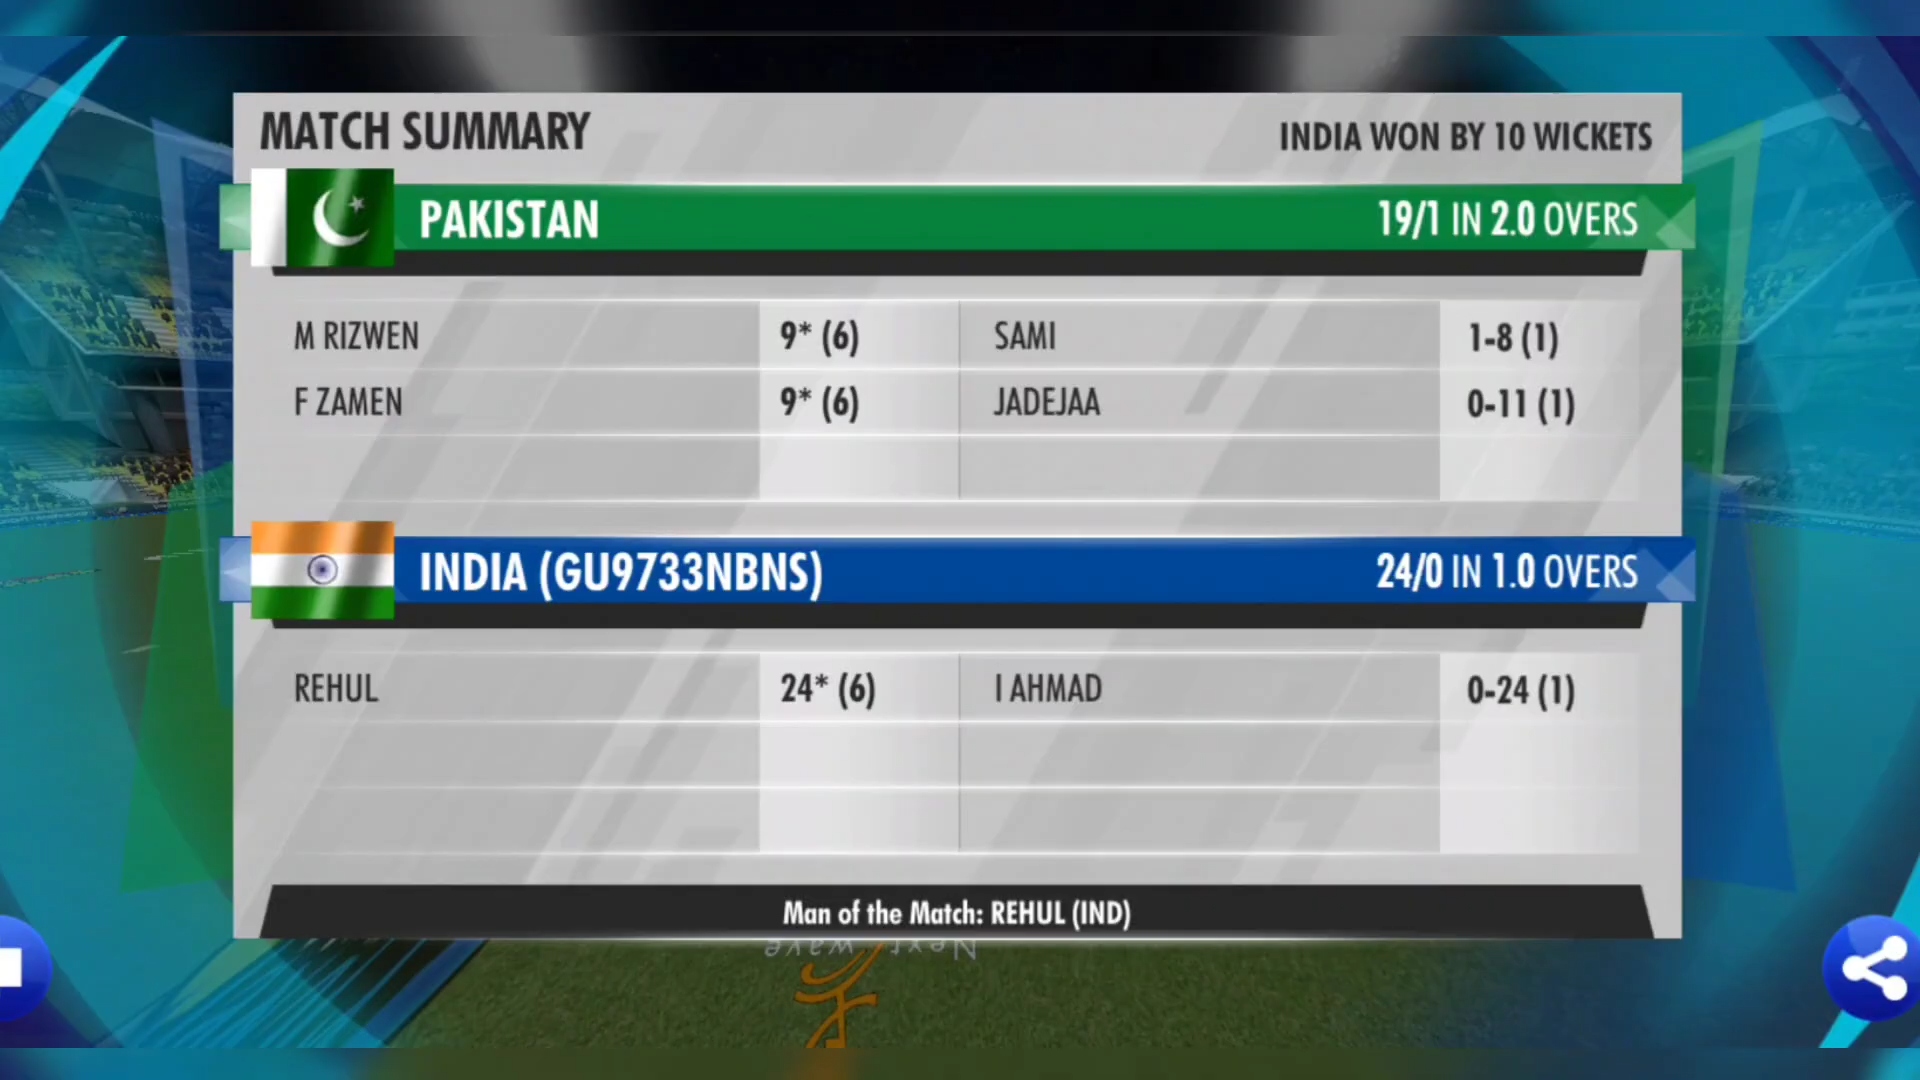 MATCH SUMMARY
INDIA WON BY 10 WICKETS
PAKISTAN 19/1 IN 2.0 OVERS
M RIZWEN 9* (6) SAMI 1-8 (1)
F ZAMEN 9* (6) JADEJAA 0-11 (1)
INDIA (GU9733NBNS) 24/0 IN 1.0 OVERS
REHUL 24* (6) I AHMAD 0-24 (1)
Man of the Match: REHUL (IND)
Next wave